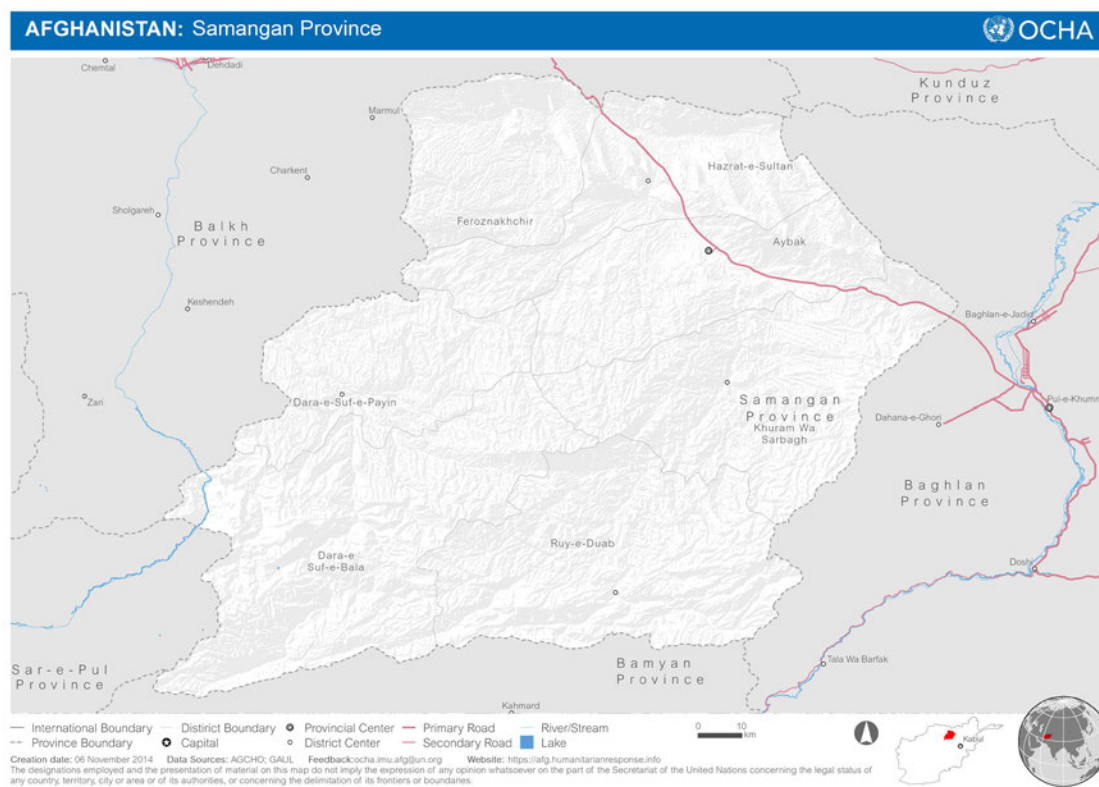 AFGHANISTAN: Samangan Province
OCHA
Chemtal
Dehdadi
Kunduz
Province
Marmul
Hazrat-e-Sultan
Charkent
Sholgareh
Feroznakhchir
Balkh
Province
Aybak
Keshendeh
Baghlan-e-Jadid
Zari
Dara-e-Suf-e-Payin
Samangan
Province
Khuram Wa
Sarbagh
Pul-e-Khumri
Dahana-e-Ghori
Baghlan
Province
Dara-e
Suf-e-Bala
Ruy-e-Duab
Doshi
Sar-e-Pul
Province
Bamyan
Province
Tala Wa Barfak
Kahmard
International Boundary
District Boundary
Provincial Center
Primary Road
River/Stream
Province Boundary
Capital
District Center
Secondary Road
Lake
0 10
km
Kabul
Creation date: 06 November 2014 Data Sources: AGCHO; GAUL Feedback:ocha.imu.afg@un.org Website: https://afg.humanitarianresponse.info
The designations employed and the presentation of material on this map do not imply the expression of any opinion whatsoever on the part of the Secretariat of the United Nations concerning the legal status of
any country, territory, city or area or of its authorities, or concerning the delimitation of its frontiers or boundaries.